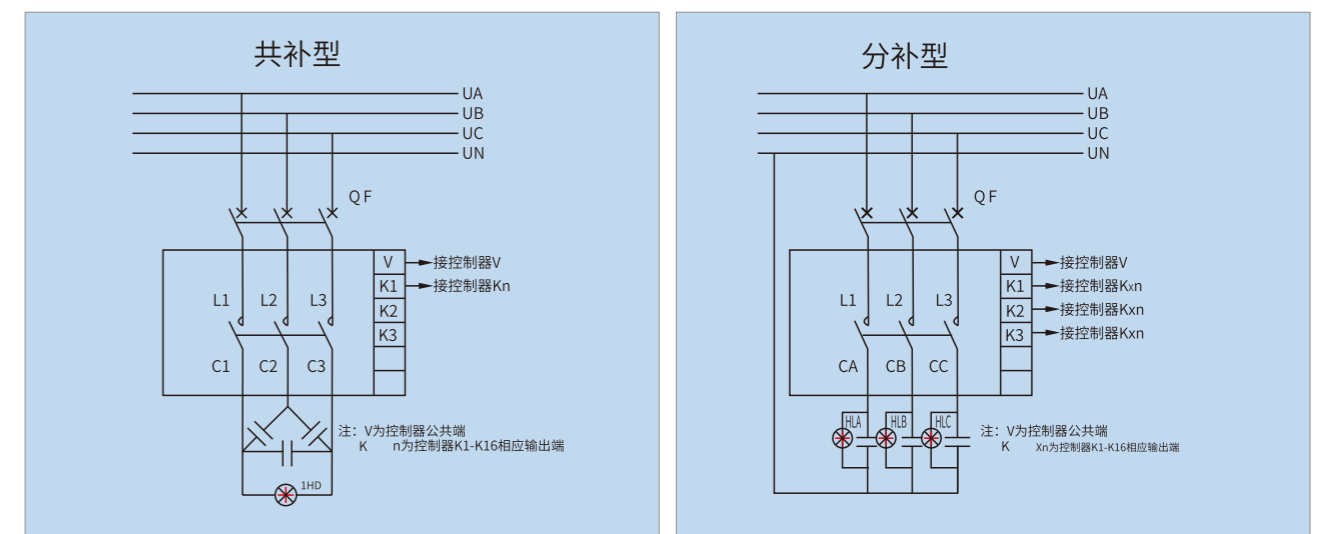 共补型
UA
UB
UC
UN
QF
V
接控制器V
K1
接控制器Kn
K2
K3
L1 L2 L3
C1 C2 C3
注：V为控制器公共端
K n为控制器K1-K16相应输出端
1HD
分补型
UA
UB
UC
UN
QF
V
接控制器V
K1
接控制器Kxn
K2
接控制器Kxn
K3
接控制器Kxn
L1 L2 L3
CA CB CC
HLA HLB HLC
注：V为控制器公共端
K Xn为控制器K1-K16相应输出端